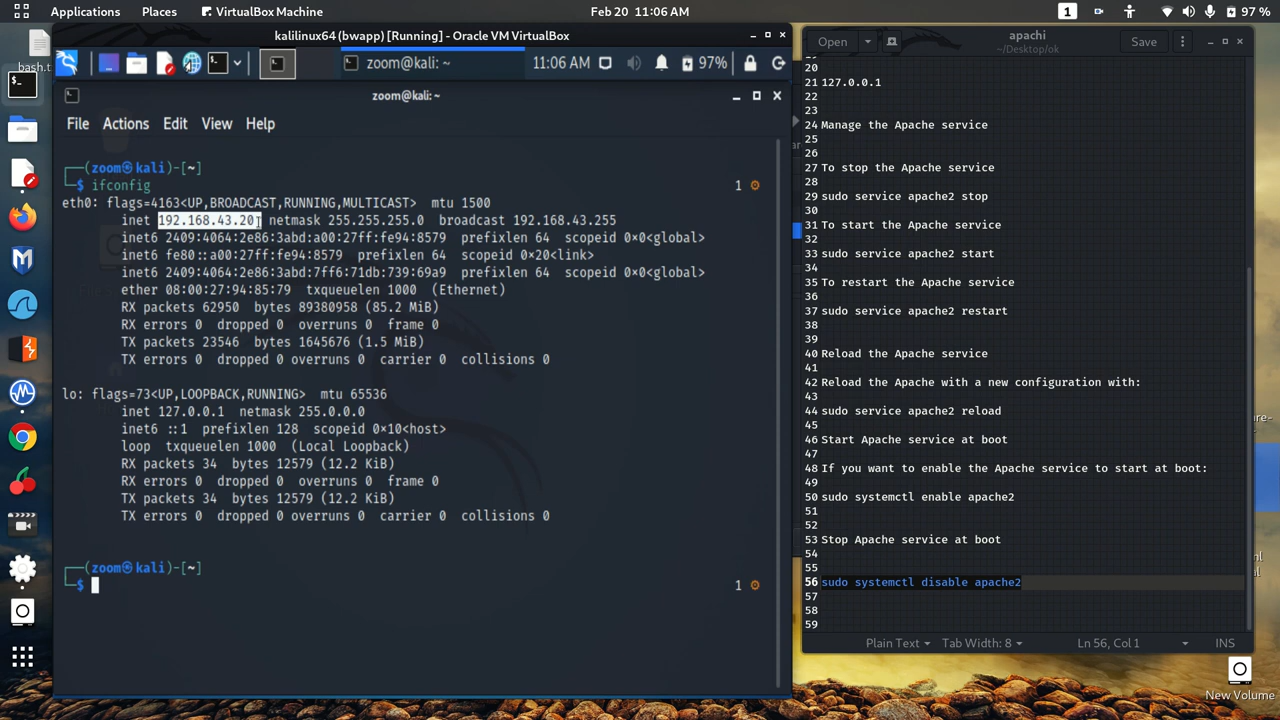 Applications Places VirtualBox Machine Feb 20 11:06 AM 1 97 %
bash.t
kalilinux64 (bwapp) [Running] - Oracle VM VirtualBox
zoom@kali: ~ 11:06 AM 97%
zoom@kali: ~
File Actions Edit View Help
┌──(zoom㉿kali)-[~]
└─$ ifconfig 1 ⚙
eth0: flags=4163<UP,BROADCAST,RUNNING,MULTICAST> mtu 1500
inet 192.168.43.20 netmask 255.255.255.0 broadcast 192.168.43.255
inet6 2409:4064:2e86:3abd:a00:27ff:fe94:8579 prefixlen 64 scopeid 0×0<global>
inet6 fe80::a00:27ff:fe94:8579 prefixlen 64 scopeid 0×20<link>
inet6 2409:4064:2e86:3abd:7ff6:71db:739:69a9 prefixlen 64 scopeid 0×0<global>
ether 08:00:27:94:85:79 txqueuelen 1000 (Ethernet)
RX packets 62950 bytes 89380958 (85.2 MiB)
RX errors 0 dropped 0 overruns 0 frame 0
TX packets 23546 bytes 1645676 (1.5 MiB)
TX errors 0 dropped 0 overruns 0 carrier 0 collisions 0
lo: flags=73<UP,LOOPBACK,RUNNING> mtu 65536
inet 127.0.0.1 netmask 255.0.0.0
inet6 ::1 prefixlen 128 scopeid 0×10<host>
loop txqueuelen 1000 (Local Loopback)
RX packets 34 bytes 12579 (12.2 KiB)
RX errors 0 dropped 0 overruns 0 frame 0
TX packets 34 bytes 12579 (12.2 KiB)
TX errors 0 dropped 0 overruns 0 carrier 0 collisions 0
┌──(zoom㉿kali)-[~]
└─$ 1 ⚙
Open apachi Save
~/Desktop/ok
20
21 127.0.0.1
22
23
24 Manage the Apache service
25
26
27 To stop the Apache service
28
29 sudo service apache2 stop
30
31 To start the Apache service
32
33 sudo service apache2 start
34
35 To restart the Apache service
36
37 sudo service apache2 restart
38
39
40 Reload the Apache service
41
42 Reload the Apache with a new configuration with:
43
44 sudo service apache2 reload
45
46 Start Apache service at boot
47
48 If you want to enable the Apache service to start at boot:
49
50 sudo systemctl enable apache2
51
52
53 Stop Apache service at boot
54
55
56 sudo systemctl disable apache2
57
58
59
Plain Text Tab Width: 8 Ln 56, Col 1 INS
New Volume